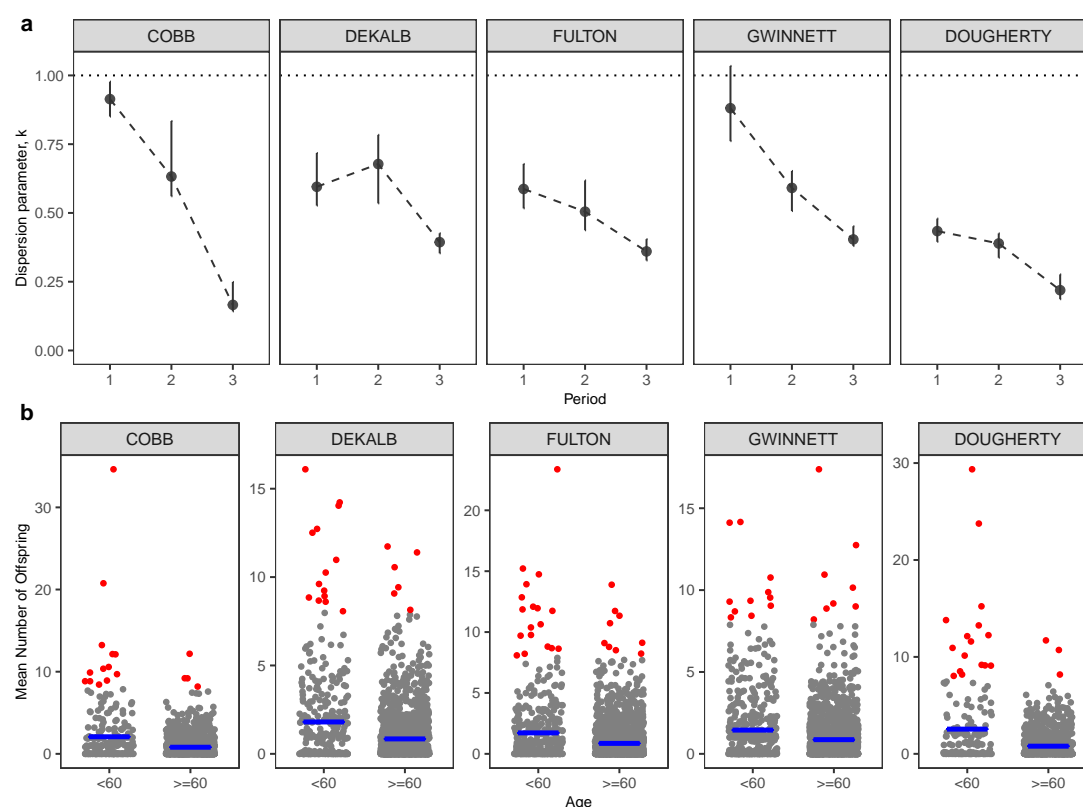 a
COBB DEKALB FULTON GWINNETT DOUGHERTY
Dispersion parameter, k
1.00
0.75
0.50
0.25
0.00
1 2 3 1 2 3 1 2 3 1 2 3 1 2 3
Period
b
COBB DEKALB FULTON GWINNETT DOUGHERTY
Mean Number of Offspring
30
20
10
0
15
10
5
0
20
15
10
5
0
15
10
5
0
30
20
10
0
<60 >=60 <60 >=60 <60 >=60 <60 >=60 <60 >=60
Age